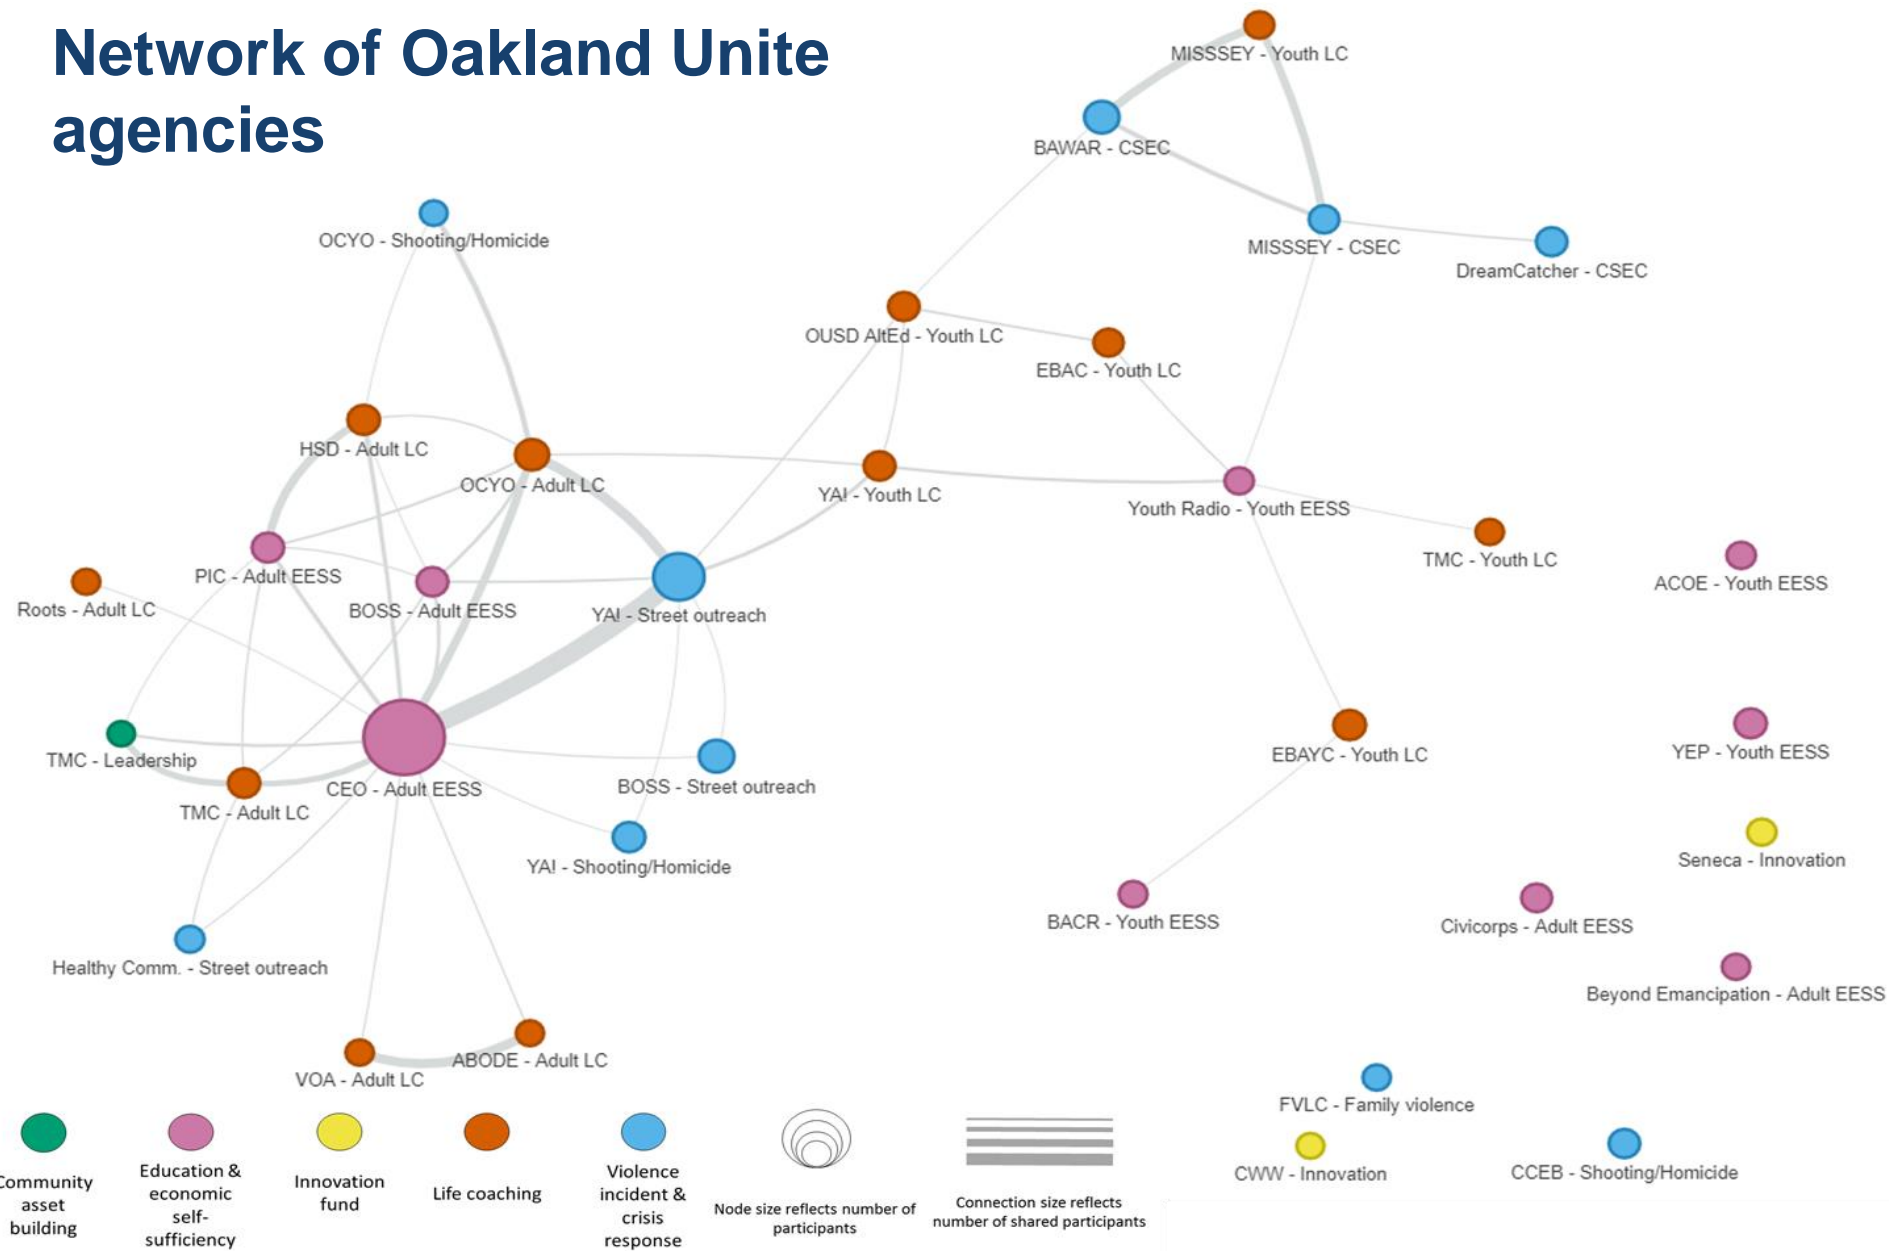 Network of Oakland Unite
agencies
MISSSEY - Youth LC
BAWAR - CSEC
OCYO - Shooting/Homicide
MISSSEY - CSEC
DreamCatcher - CSEC
OUSD AltEd - Youth LC
EBAC - Youth LC
HSD - Adult LC
OCYO - Adult LC
YA! - Youth LC
Youth Radio - Youth EESS
TMC - Youth LC
PIC - Adult EESS
ACOE - Youth EESS
Roots - Adult LC
BOSS - Adult EESS
YA! - Street outreach
TMC - Leadership
EBAYC - Youth LC
YEP - Youth EESS
CEO - Adult EESS
BOSS - Street outreach
TMC - Adult LC
YA! - Shooting/Homicide
Seneca - Innovation
BACR - Youth EESS
Civicorps - Adult EESS
Healthy Comm. - Street outreach
Beyond Emancipation - Adult EESS
ABODE - Adult LC
VOA - Adult LC
FVLC - Family violence
CWW - Innovation
CCEB - Shooting/Homicide
Community
asset
building
Education &
economic
self-
sufficiency
Innovation
fund
Life coaching
Violence
incident &
crisis
response
Node size reflects number of
participants
Connection size reflects
number of shared participants